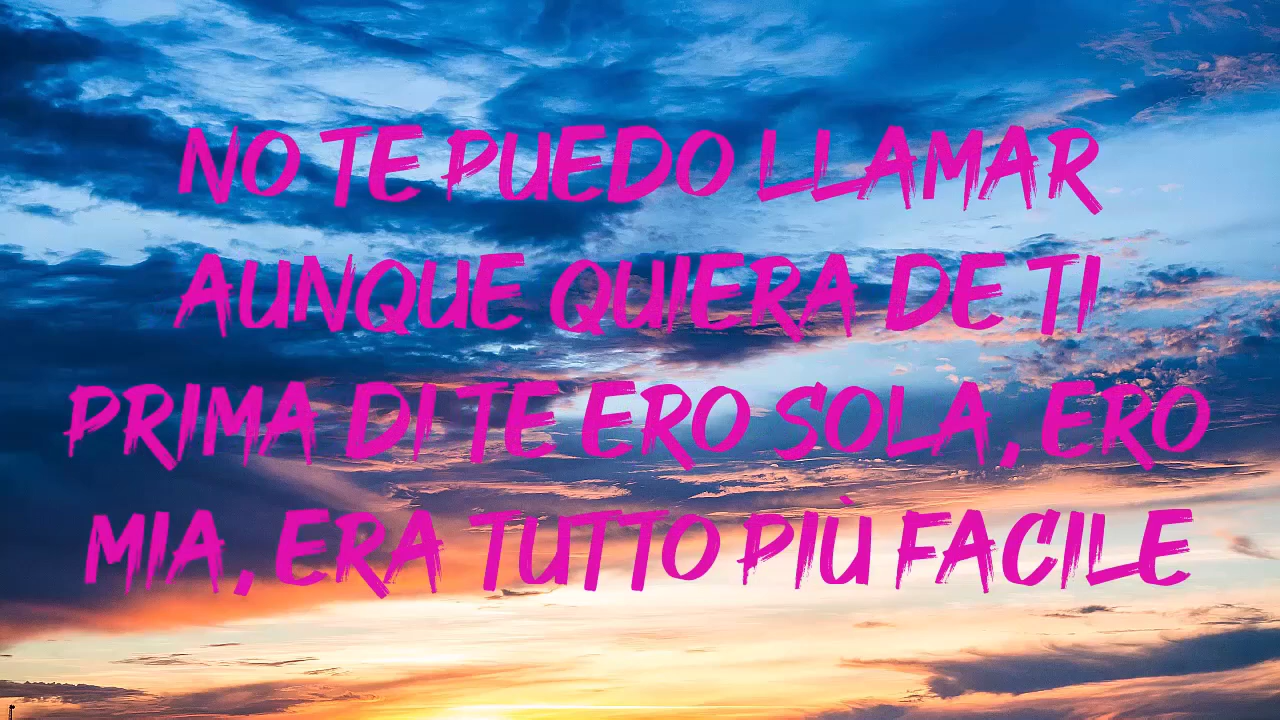 NO TE PUEDO LLAMAR
AUNQUE QUIERA DE TI
PRIMA DI TE ERO SOLA, ERO
MIA, ERA TUTTO PIÙ FACILE